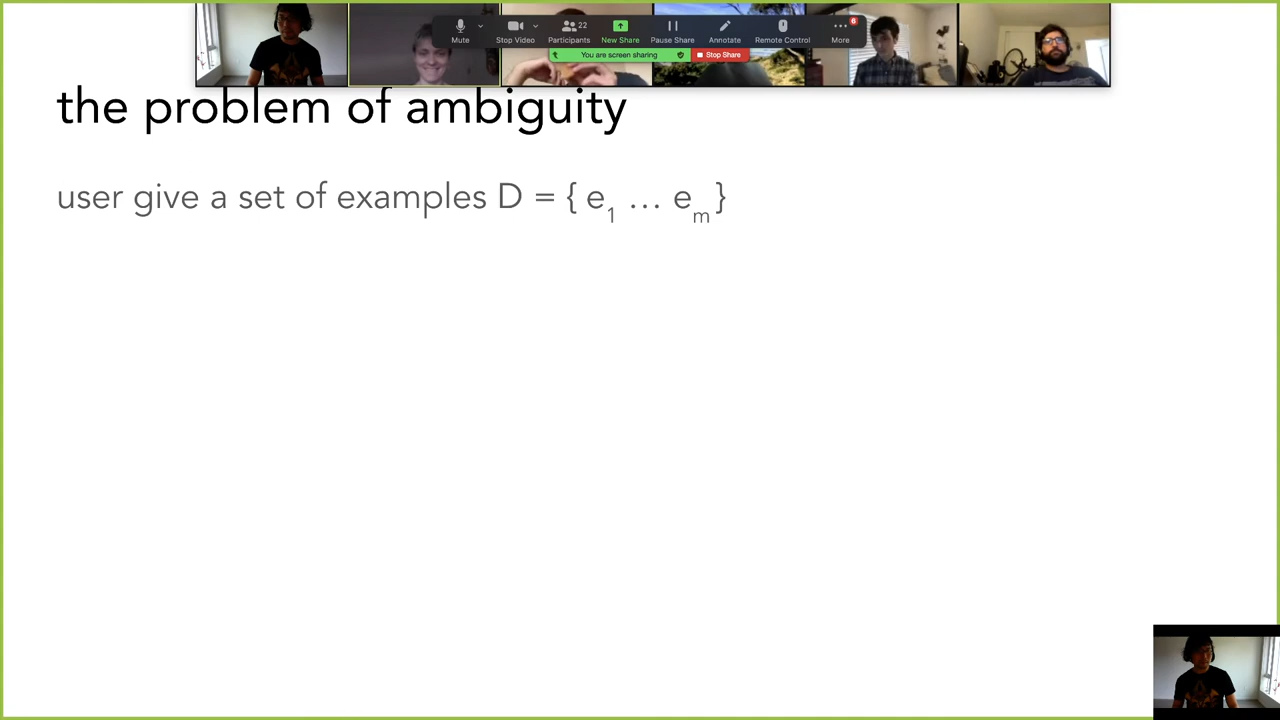 Mute
Stop Video
Participants
22
New Share
Pause Share
Annotate
Remote Control
More
6
You are screen sharing
Stop Share
the problem of ambiguity
user give a set of examples D = { e₁ … eₘ }